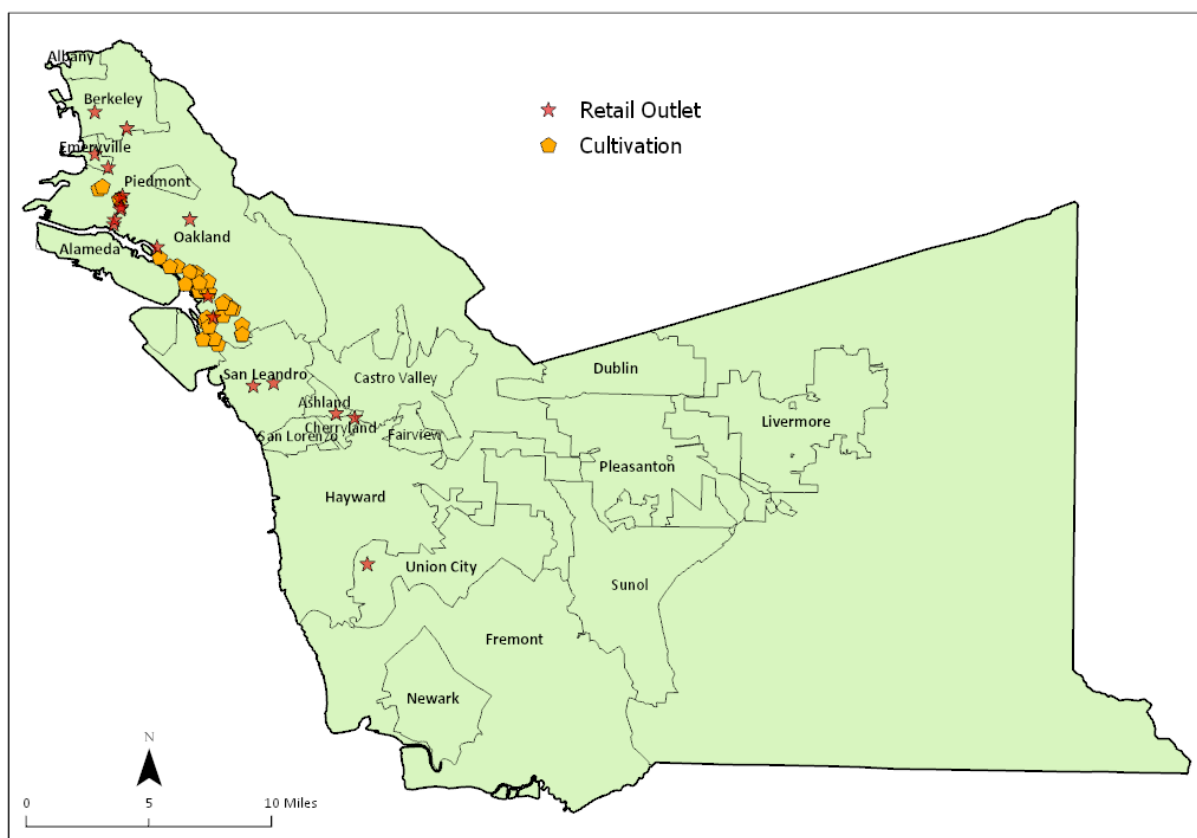 Albany
Berkeley
Retail Outlet
Emeryville
Cultivation
Piedmont
Oakland
Alameda
San Leandro
Castro Valley
Dublin
Ashland
Livermore
Cherryland
San Lorenzo
Fairview
Pleasanton
Hayward
Union City
Sunol
Fremont
Newark
N
0 5 10 Miles